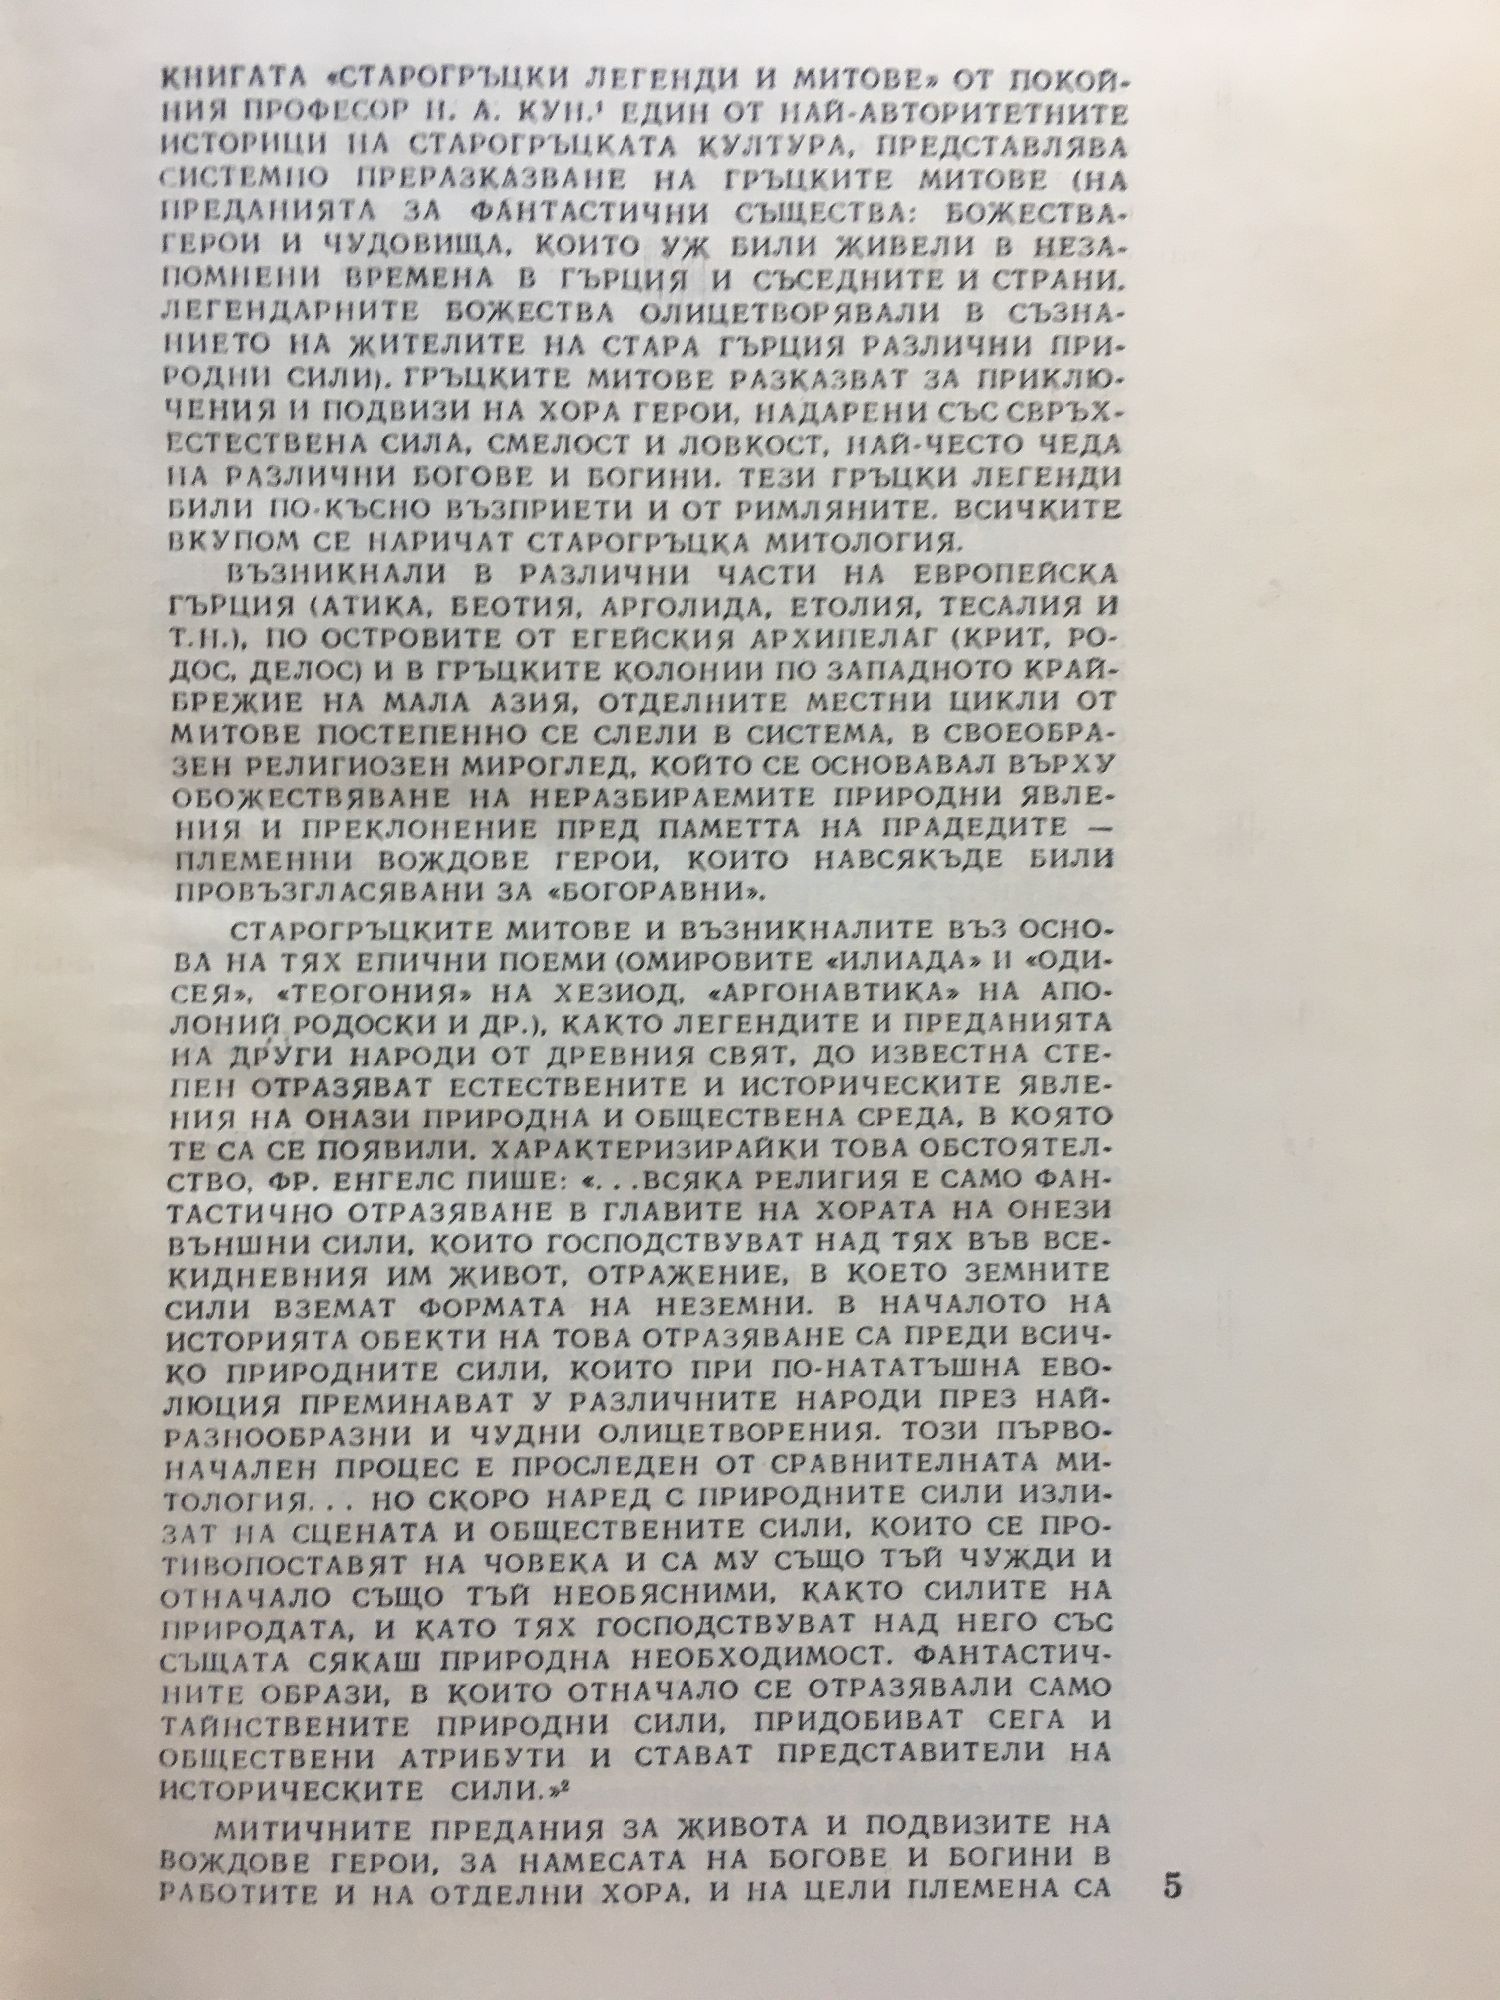 КНИГАТА «СТАРОГРЪЦКИ ЛЕГЕНДИ И МИТОВЕ» ОТ ПОКОЙ-
НИЯ ПРОФЕСОР Н. А. КУН,¹ ЕДИН ОТ НАЙ-АВТОРИТЕТНИТЕ
ИСТОРИЦИ НА СТАРОГРЪЦКАТА КУЛТУРА, ПРЕДСТАВЛЯВА
СИСТЕМНО ПРЕРАЗКАЗВАНЕ НА ГРЪЦКИТЕ МИТОВЕ (НА
ПРЕДАНИЯТА ЗА ФАНТАСТИЧНИ СЪЩЕСТВА: БОЖЕСТВА-
ГЕРОИ И ЧУДОВИЩА, КОИТО УЖ БИЛИ ЖИВЕЛИ В НЕЗА-
ПОМНЕНИ ВРЕМЕНА В ГЪРЦИЯ И СЪСЕДНИТЕ И СТРАНИ.
ЛЕГЕНДАРНИТЕ БОЖЕСТВА ОЛИЦЕТВОРЯВАЛИ В СЪЗНА-
НИЕТО НА ЖИТЕЛИТЕ НА СТАРА ГЪРЦИЯ РАЗЛИЧНИ ПРИ-
РОДНИ СИЛИ). ГРЪЦКИТЕ МИТОВЕ РАЗКАЗВАТ ЗА ПРИКЛЮ-
ЧЕНИЯ И ПОДВИЗИ НА ХОРА ГЕРОИ, НАДАРЕНИ СЪС СВРЪХ-
ЕСТЕСТВЕНА СИЛА, СМЕЛОСТ И ЛОВКОСТ, НАЙ-ЧЕСТО ЧЕДА
НА РАЗЛИЧНИ БОГОВЕ И БОГИНИ. ТЕЗИ ГРЪЦКИ ЛЕГЕНДИ
БИЛИ ПО-КЪСНО ВЪЗПРИЕТИ И ОТ РИМЛЯНИТЕ. ВСИЧКИТЕ
ВКУПОМ СЕ НАРИЧАТ СТАРОГРЪЦКА МИТОЛОГИЯ.
ВЪЗНИКНАЛИ В РАЗЛИЧНИ ЧАСТИ НА ЕВРОПЕЙСКА
ГЪРЦИЯ (АТИКА, БЕОТИЯ, АРГОЛИДА, ЕТОЛИЯ, ТЕСАЛИЯ И
Т.Н.), ПО ОСТРОВИТЕ ОТ ЕГЕЙСКИЯ АРХИПЕЛАГ (КРИТ, РО-
ДОС, ДЕЛОС) И В ГРЪЦКИТЕ КОЛОНИИ ПО ЗАПАДНОТО КРАЙ-
БРЕЖИЕ НА МАЛА АЗИЯ, ОТДЕЛНИТЕ МЕСТНИ ЦИКЛИ ОТ
МИТОВЕ ПОСТЕПЕННО СЕ СЛЕЛИ В СИСТЕМА, В СВОЕОБРА-
ЗЕН РЕЛИГИОЗЕН МИРОГЛЕД, КОЙТО СЕ ОСНОВАВАЛ ВЪРХУ
ОБОЖЕСТВЯВАНЕ НА НЕРАЗБИРАЕМИТЕ ПРИРОДНИ ЯВЛЕ-
НИЯ И ПРЕКЛОНЕНИЕ ПРЕД ПАМЕТТА НА ПРАДЕДИТЕ —
ПЛЕМЕННИ ВОЖДОВЕ ГЕРОИ, КОИТО НАВСЯКЪДЕ БИЛИ
ПРОВЪЗГЛАСЯВАНИ ЗА «БОГОРАВНИ».
СТАРОГРЪЦКИТЕ МИТОВЕ И ВЪЗНИКНАЛИТЕ ВЪЗ ОСНО-
ВА НА ТЯХ ЕПИЧНИ ПОЕМИ (ОМИРОВИТЕ «ИЛИАДА» И «ОДИ-
СЕЯ», «ТЕОГОНИЯ» НА ХЕЗИОД, «АРГОНАВТИКА» НА АПО-
ЛОНИЙ РОДОСКИ И ДР.), КАКТО ЛЕГЕНДИТЕ И ПРЕДАНИЯТА
НА ДРУГИ НАРОДИ ОТ ДРЕВНИЯ СВЯТ, ДО ИЗВЕСТНА СТЕ-
ПЕН ОТРАЗЯВАТ ЕСТЕСТВЕНИТЕ И ИСТОРИЧЕСКИТЕ ЯВЛЕ-
НИЯ НА ОНАЗИ ПРИРОДНА И ОБЩЕСТВЕНА СРЕДА, В КОЯТО
ТЕ СА СЕ ПОЯВИЛИ. ХАРАКТЕРИЗИРАЙКИ ТОВА ОБСТОЯТЕЛ-
СТВО, ФР. ЕНГЕЛС ПИШЕ: «...ВСЯКА РЕЛИГИЯ Е САМО ФАН-
ТАСТИЧНО ОТРАЗЯВАНЕ В ГЛАВИТЕ НА ХОРАТА НА ОНЕЗИ
ВЪНШНИ СИЛИ, КОИТО ГОСПОДСТВУВАТ НАД ТЯХ ВЪВ ВСЕ-
КИДНЕВНИЯ ИМ ЖИВОТ, ОТРАЖЕНИЕ, В КОЕТО ЗЕМНИТЕ
СИЛИ ВЗЕМАТ ФОРМАТА НА НЕЗЕМНИ. В НАЧАЛОТО НА
ИСТОРИЯТА ОБЕКТИ НА ТОВА ОТРАЗЯВАНЕ СА ПРЕДИ ВСИЧ-
КО ПРИРОДНИТЕ СИЛИ, КОИТО ПРИ ПО-НАТАТЪШНА ЕВО-
ЛЮЦИЯ ПРЕМИНАВАТ У РАЗЛИЧНИТЕ НАРОДИ ПРЕЗ НАЙ-
РАЗНООБРАЗНИ И ЧУДНИ ОЛИЦЕТВОРЕНИЯ. ТОЗИ ПЪРВО-
НАЧАЛЕН ПРОЦЕС Е ПРОСЛЕДЕН ОТ СРАВНИТЕЛНАТА МИ-
ТОЛОГИЯ... НО СКОРО НАРЕД С ПРИРОДНИТЕ СИЛИ ИЗЛИ-
ЗАТ НА СЦЕНАТА И ОБЩЕСТВЕНИТЕ СИЛИ, КОИТО СЕ ПРО-
ТИВОПОСТАВЯТ НА ЧОВЕКА И СА МУ СЪЩО ТЪЙ ЧУЖДИ И
ОТНАЧАЛО СЪЩО ТЪЙ НЕОБЯСНИМИ, КАКТО СИЛИТЕ НА
ПРИРОДАТА, И КАТО ТЯХ ГОСПОДСТВУВАТ НАД НЕГО СЪС
СЪЩАТА СЯКАШ ПРИРОДНА НЕОБХОДИМОСТ. ФАНТАСТИЧ-
НИТЕ ОБРАЗИ, В КОИТО ОТНАЧАЛО СЕ ОТРАЗЯВАЛИ САМО
ТАЙНСТВЕНИТЕ ПРИРОДНИ СИЛИ, ПРИДОБИВАТ СЕГА И
ОБЩЕСТВЕНИ АТРИБУТИ И СТАВАТ ПРЕДСТАВИТЕЛИ НА
ИСТОРИЧЕСКИТЕ СИЛИ.»²
МИТИЧНИТЕ ПРЕДАНИЯ ЗА ЖИВОТА И ПОДВИЗИТЕ НА
ВОЖДОВЕ ГЕРОИ, ЗА НАМЕСАТА НА БОГОВЕ И БОГИНИ В
РАБОТИТЕ И НА ОТДЕЛНИ ХОРА, И НА ЦЕЛИ ПЛЕМЕНА СА
5